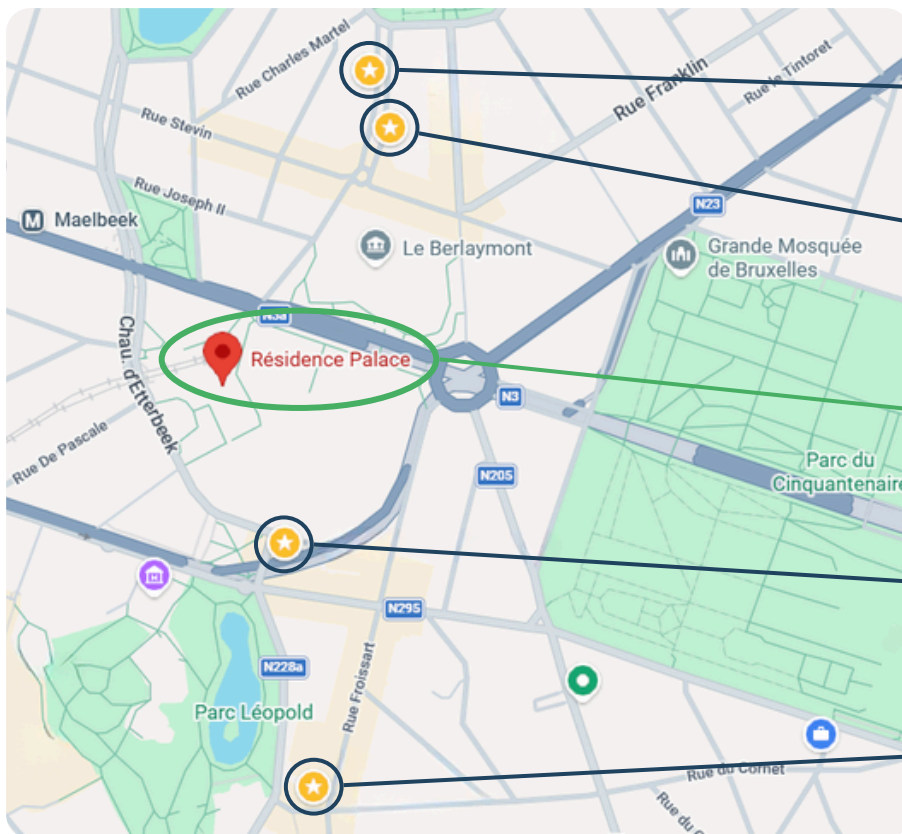 Rue Charles Martel
Rue Franklin
Rue le Tintoret
Rue Stevin
Rue Joseph II
M
Maelbeek
N23
Le Berlaymont
Grande Mosquée
de Bruxelles
N3a
Chau. d'Etterbeek
Résidence Palace
N3
Rue De Pascale
N205
Parc du
Cinquantenaire
N295
N228a
Rue Froissart
Parc Léopold
Rue du Cornet
Rue du